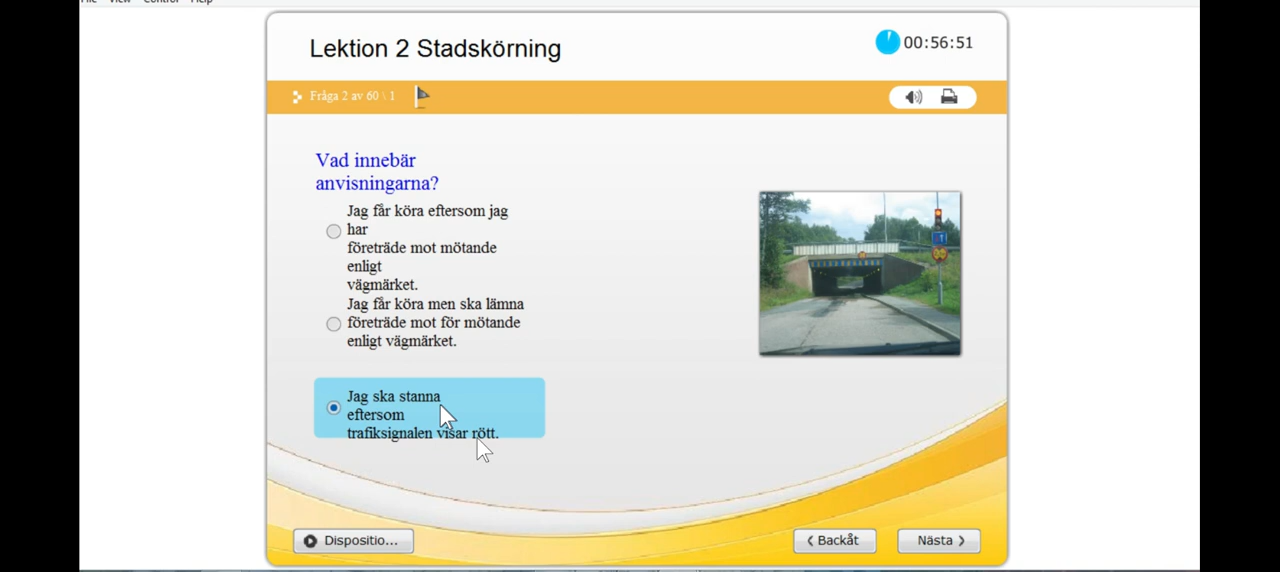 View
Help
Lektion 2 Stadskörning
00:56:51
Fråga 2 av 60 \ 1
Vad innebär
anvisningarna?
Jag får köra eftersom jag
har
företräde mot mötande
enligt
vägmärket.
Jag får köra men ska lämna
företräde mot för mötande
enligt vägmärket.
Jag ska stanna
eftersom
trafiksignalen visar rött.
Dispositio...
Backåt
Nästa